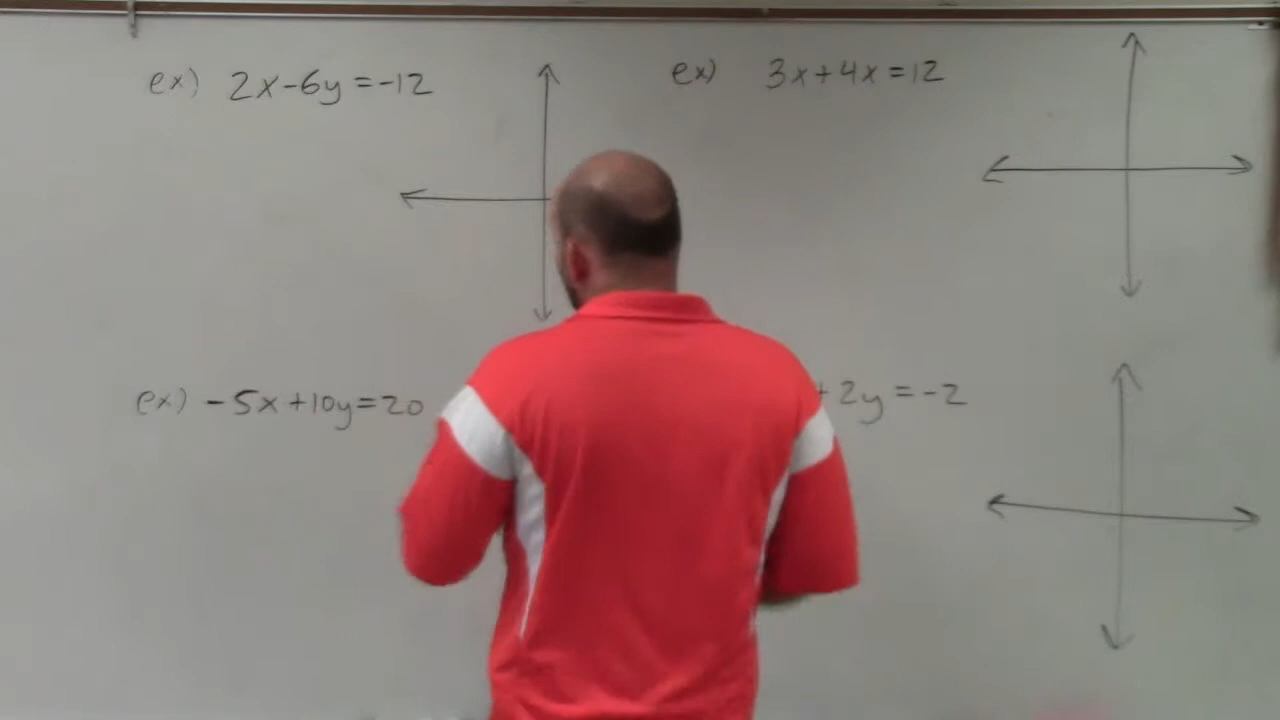 ex) 2x-6y=-12
ex) 3x+4x=12
ex) -5x+10y=20
+2y=-2